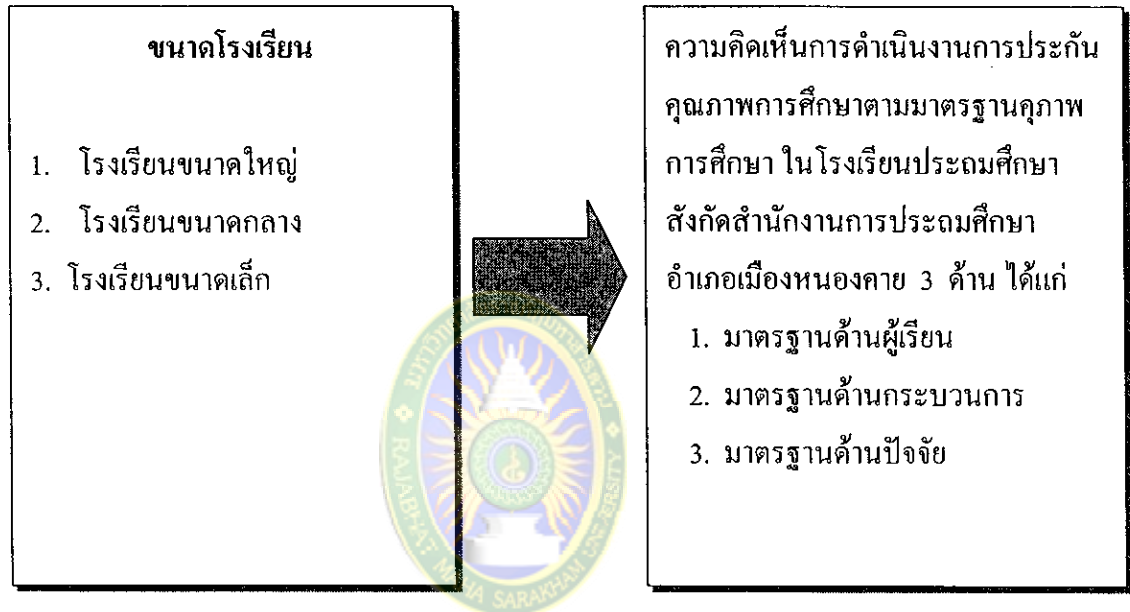 ขนาดโรงเรียน
1. โรงเรียนขนาดใหญ่
2. โรงเรียนขนาดกลาง
3. โรงเรียนขนาดเล็ก
ความคิดเห็นการดำเนินงานการประกัน
คุณภาพการศึกษาตามมาตรฐานคุภาพ
การศึกษา ในโรงเรียนประถมศึกษา
สังกัดสำนักงานการประถมศึกษา
อำเภอเมืองหนองคาย 3 ด้าน ได้แก่
1. มาตรฐานด้านผู้เรียน
2. มาตรฐานด้านกระบวนการ
3. มาตรฐานด้านปัจจัย
RAJABHAT MAHA SARAKHAM UNIVERSITY